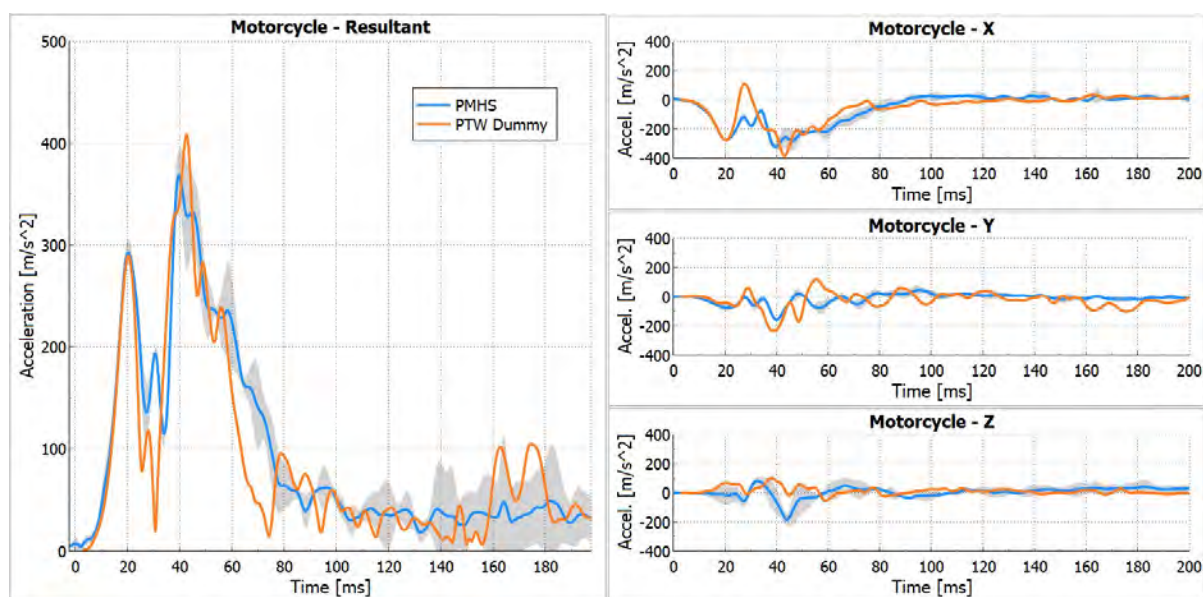 Motorcycle - Resultant
500
400
300
200
100
0
Acceleration [m/s^2]
PMHS
PTW Dummy
0 20 40 60 80 100 120 140 160 180
Time [ms]
Motorcycle - X
400
200
0
-200
-400
Accel. [m/s^2]
0 20 40 60 80 100 120 140 160 180 200
Time [ms]
Motorcycle - Y
400
200
0
-200
-400
Accel. [m/s^2]
0 20 40 60 80 100 120 140 160 180 200
Time [ms]
Motorcycle - Z
400
200
0
-200
-400
Accel. [m/s^2]
0 20 40 60 80 100 120 140 160 180 200
Time [ms]